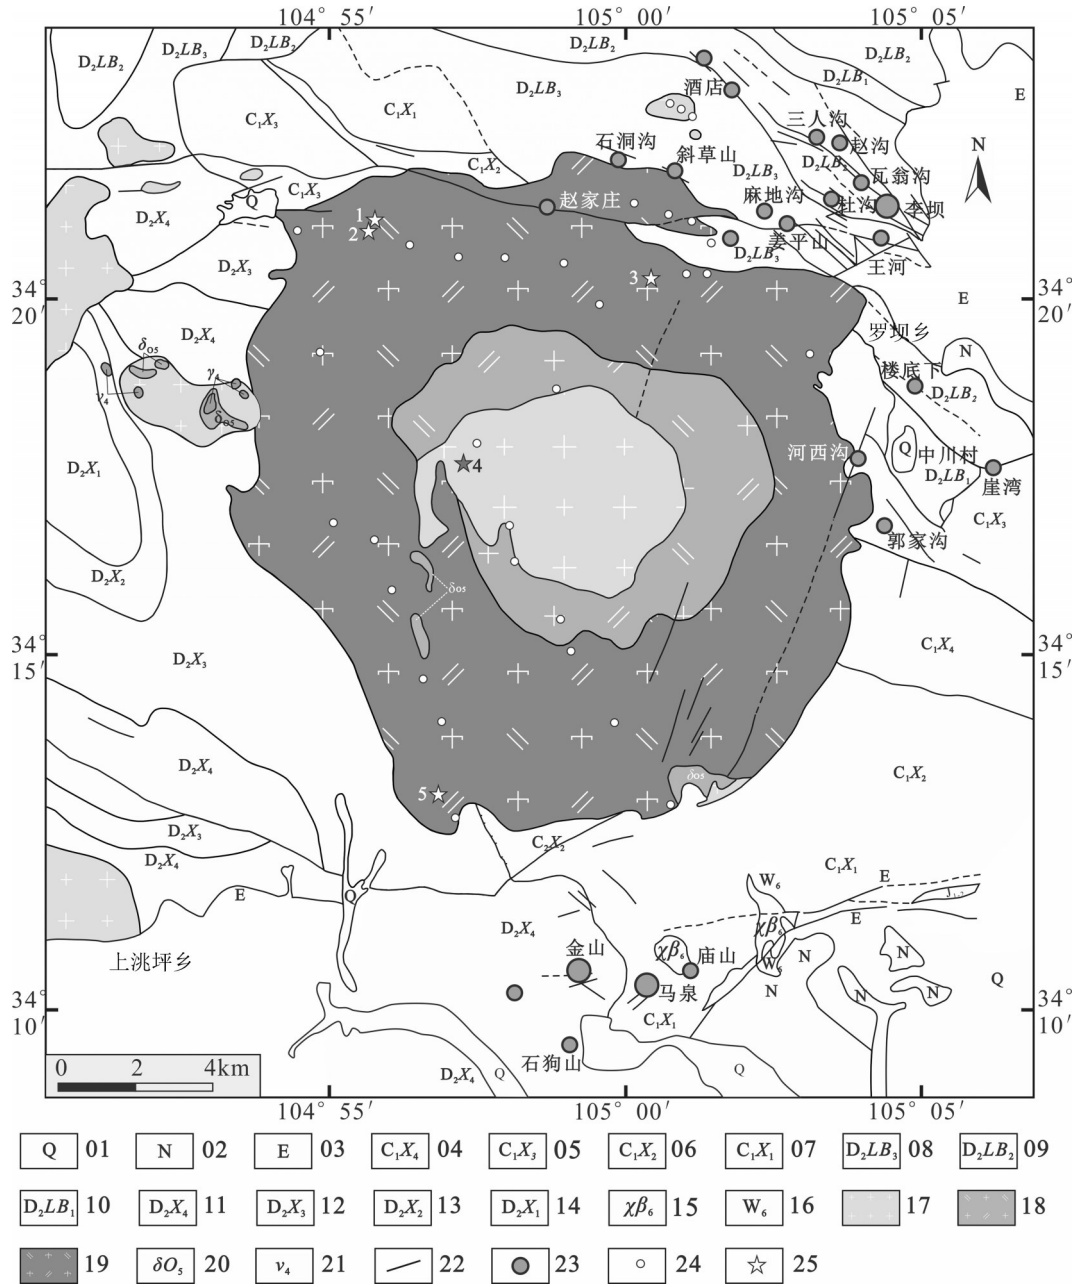 104° 55′ 105° 00′ 105° 05′
D₂LB₂ D₂LB₃ D₂LB₂ D₂LB₂ D₂LB₂
D₂LB₃ D₂LB₁ E
酒店
C₁X₃ C₁X₁ 三人沟
石洞沟 赵沟 N
C₁X₂ 斜草山 D₂LB₃ D₂LB₂ 瓦翁沟
C₁X₃ 赵家庄 麻地沟 杜沟 李坝
D₂X₄ Q 1
2 姜平山
D₂X₃ D₂LB₃ 王河
3
34° 20′ E 34° 20′
D₂X₄ 罗坝乡
δo₅ N
γ₄ 楼底下
ν₄ δo₅ D₂LB₂
河西沟 Q 中川村
D₂X₁ 4 D₂LB₁ 崖湾
C₁X₃
郭家沟
D₂X₂
δo₅
34° 15′ D₂X₃ C₁X₄ 34° 15′
D₂X₄ δo₅ C₁X₂
5
D₂X₃
D₂X₄ C₂X₂ C₁X₁
E Q W₆ E
D₂X₄ E
χβ₆
上洮坪乡 金山 χβ₆ 庙山 W₆ N N
马泉 N N N Q
34° 10′ C₁X₁ 34° 10′
石狗山
0 2 4km D₂X₄ Q Q
104° 55′ 105° 00′ 105° 05′
Q 01 N 02 E 03 C₁X₄ 04 C₁X₃ 05 C₁X₂ 06 C₁X₁ 07 D₂LB₃ 08 D₂LB₂ 09
D₂LB₁ 10 D₂X₄ 11 D₂X₃ 12 D₂X₂ 13 D₂X₁ 14 χβ₆ 15 W₆ 16 17 18
19 δO₅ 20 ν₄ 21 22 23 24 25